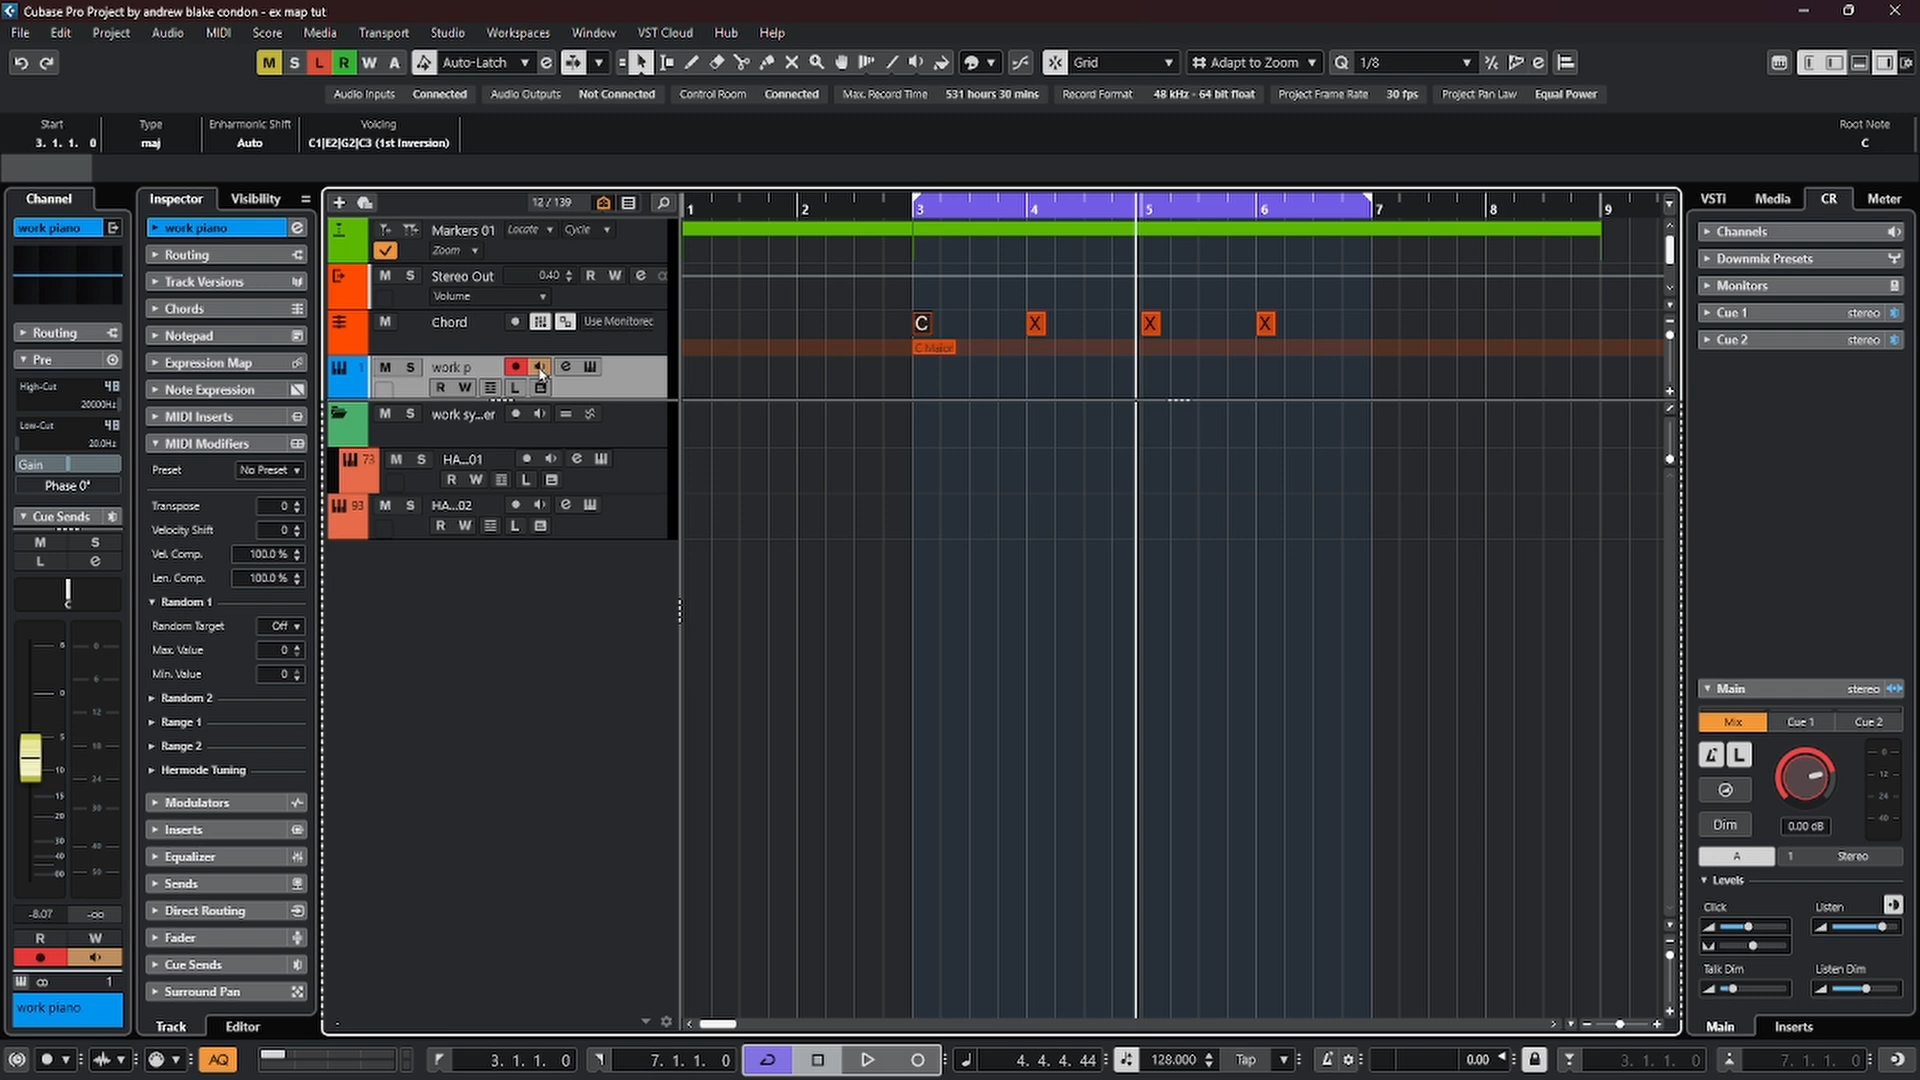 Cubase Pro Project by andrew blake condon - ex map tut
File Edit Project Audio MIDI Score Media Transport Studio Workspaces Window VST Cloud Hub Help
M S L R W A Auto-Latch Grid Adapt to Zoom Q 1/8
Audio Inputs Connected Audio Outputs Not Connected Control Room Connected Max. Record Time 531 hours 30 mins Record Format 48 kHz - 64 bit float Project Frame Rate 30 fps Project Pan Law Equal Power
Start Type Enharmonic Shift Voicing Root Note
3. 1. 1. 0 maj Auto C1|E2|G2|C3 (1st Inversion) C
Channel Inspector Visibility 12 / 139 1 2 3 4 5 6 7 8 9 VSTi Media CR Meter
work piano work piano Markers 01 Locate Cycle Channels
Zoom
Routing Downmix Presets
Track Versions M S Stereo Out 0.40 R W Monitors
Volume
Chords M Chord Use Monitored C X X X Cue 1 stereo
Routing Notepad C Major Cue 2 stereo
Pre Expression Map 1 M S work p
High-Cut 48 Note Expression R W L
20000Hz
Low-Cut 48 MIDI Inserts M S work sy...er
20.0Hz MIDI Modifiers
Gain Preset No Preset 73 M S HA...01
Phase 0° R W L
Cue Sends Transpose 0 93 M S HA...02
M S Velocity Shift 0 R W L
L e Vel. Comp. 100.0 %
Len. Comp. 100.0 %
C Random 1
Random Target Off
Max. Value 0
Min. Value 0
Random 2 Main stereo
Range 1 Mix Cue 1 Cue 2
Range 2 L
Hermode Tuning
Modulators Dim 0.00 dB
Inserts
Equalizer A 1 Stereo
Sends Levels
-8.07 -oo Direct Routing Click Listen
R W Fader
Cue Sends Talk Dim Listen Dim
1 Surround Pan
work piano
Track Editor Main Inserts
AQ 3. 1. 1. 0 7. 1. 1. 0 4. 4. 4. 44 128.000 Tap 0.00 3. 1. 1. 0 7. 1. 1. 0